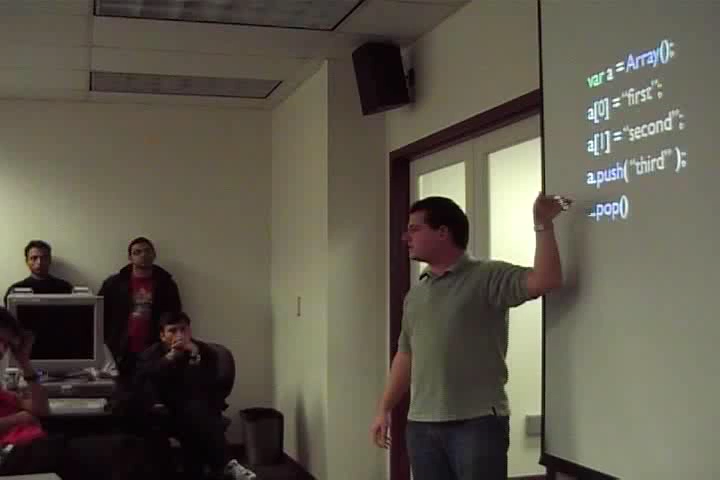 var a = Array();
a[0] = "first";
a[1] = "second";
a.push( "third" );
.pop()